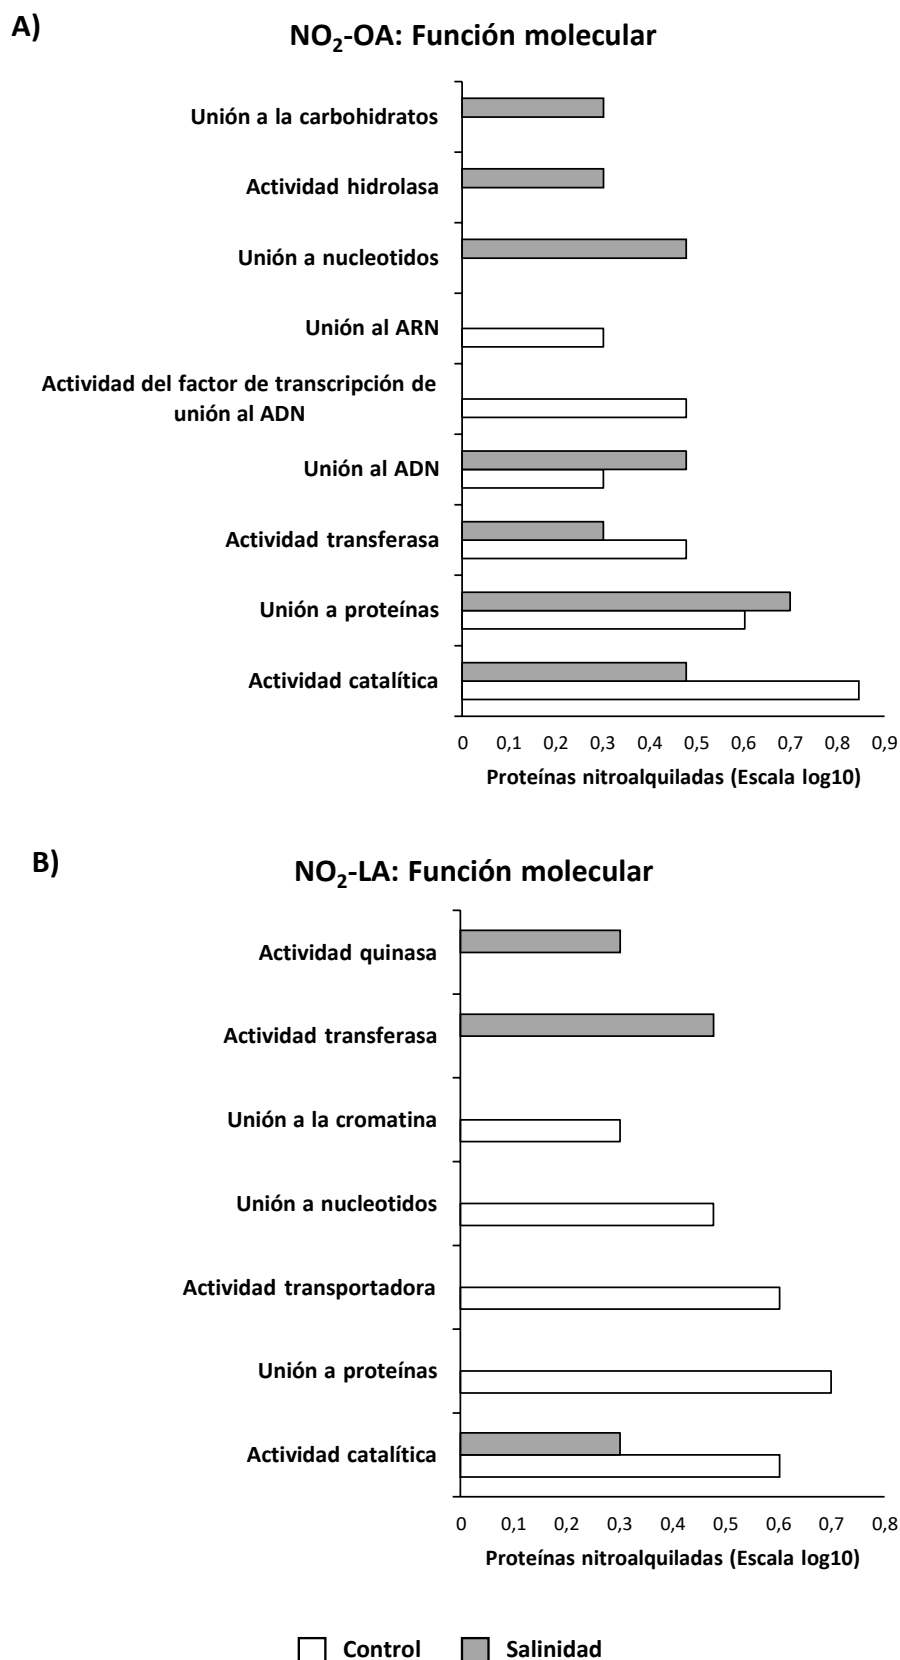 A)
NO₂-OA: Función molecular
Unión a la carbohidratos
Actividad hidrolasa
Unión a nucleotidos
Unión al ARN
Actividad del factor de transcripción de
unión al ADN
Unión al ADN
Actividad transferasa
Unión a proteínas
Actividad catalítica
0 0,1 0,2 0,3 0,4 0,5 0,6 0,7 0,8 0,9
Proteínas nitroalquiladas (Escala log10)
B)
NO₂-LA: Función molecular
Actividad quinasa
Actividad transferasa
Unión a la cromatina
Unión a nucleotidos
Actividad transportadora
Unión a proteínas
Actividad catalítica
0 0,1 0,2 0,3 0,4 0,5 0,6 0,7 0,8
Proteínas nitroalquiladas (Escala log10)
Control Salinidad